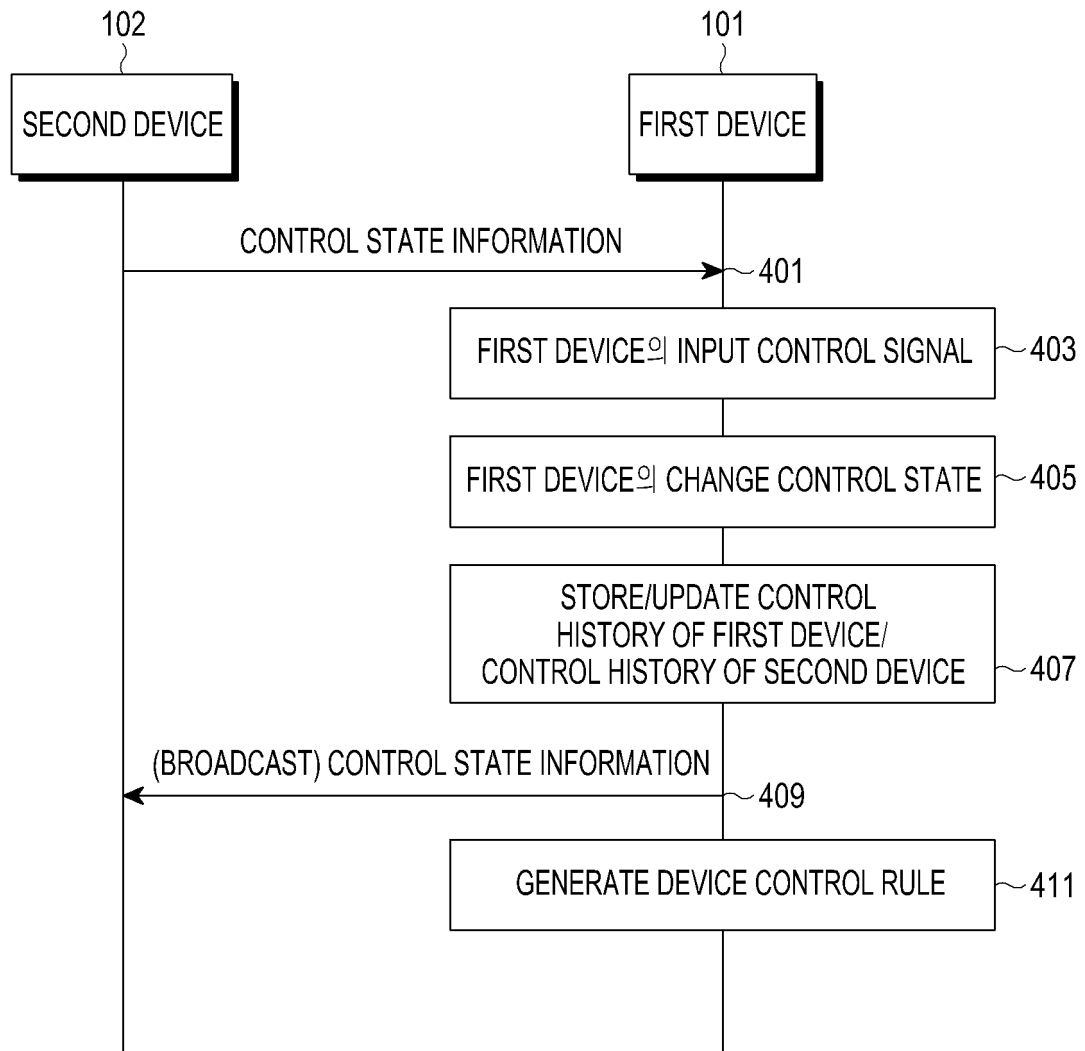 102
101
SECOND DEVICE
FIRST DEVICE
CONTROL STATE INFORMATION
401
FIRST DEVICE의 INPUT CONTROL SIGNAL
403
FIRST DEVICE의 CHANGE CONTROL STATE
405
STORE/UPDATE CONTROL
HISTORY OF FIRST DEVICE/
CONTROL HISTORY OF SECOND DEVICE
407
(BROADCAST) CONTROL STATE INFORMATION
409
GENERATE DEVICE CONTROL RULE
411